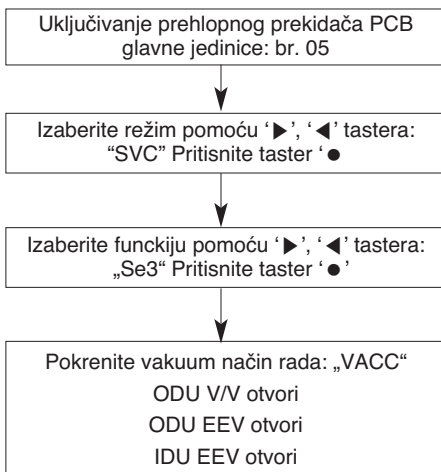 Uključivanje prehlopnog prekidača PCB
glavne jedinice: br. 05
Izaberite režim pomoću ‘▶’, ‘◀’ tastera:
“SVC” Pritisnite taster ‘●
Izaberite funckiju pomoću ‘▶’, ‘◀’ tastera:
„Se3“ Pritisnite taster ‘●’
Pokrenite vakuum način rada: „VACC“
ODU V/V otvori
ODU EEV otvori
IDU EEV otvori